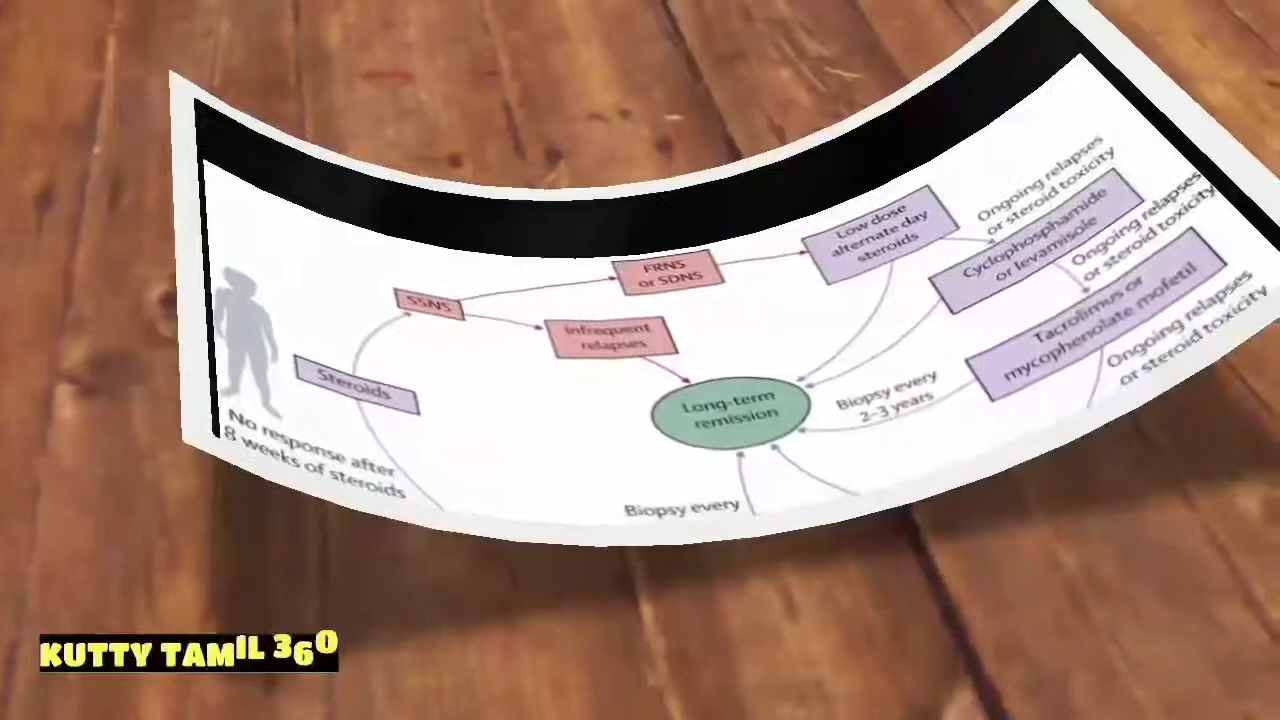 Ongoing relapses
or steroid toxicity
Low dose
alternate day
steroids
Cyclophosphamide
or levamisole
Ongoing relapses
or steroid toxicity
FRNS
or SDNS
SSNS
Infrequent
relapses
Tacrolimus or
mycophenolate mofetil
Ongoing relapses
or steroid toxicity
Steroids
Long-term
remission
Biopsy every
2-3 years
No response after
8 weeks of steroids
Biopsy every
KUTTY TAMIL 360